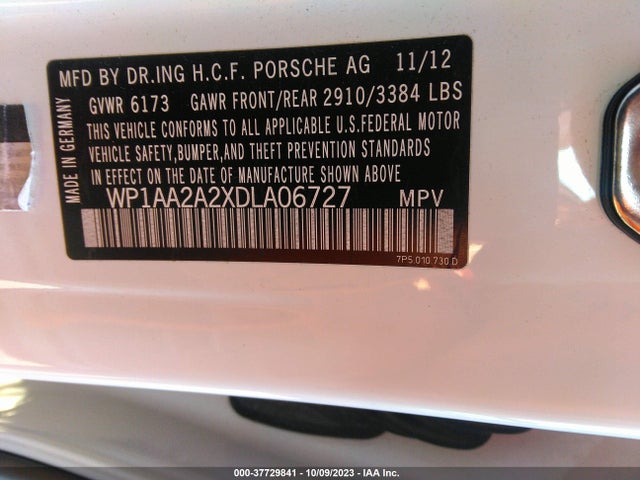 MFD BY DR.ING H.C.F. PORSCHE AG 11/12
GVWR 6173 GAWR FRONT/REAR 2910/3384 LBS
THIS VEHICLE CONFORMS TO ALL APPLICABLE U.S.FEDERAL MOTOR
VEHICLE SAFETY,BUMPER,AND THEFT PREVENTION STANDARDS
IN EFFECT ON THE DATE OF MANUFACTURE SHOWN ABOVE
WP1AA2A2XDLA06727 MPV
7P5.010.730.D
MADE IN GERMANY
000-37729841 - 10/09/2023 - IAA Inc.